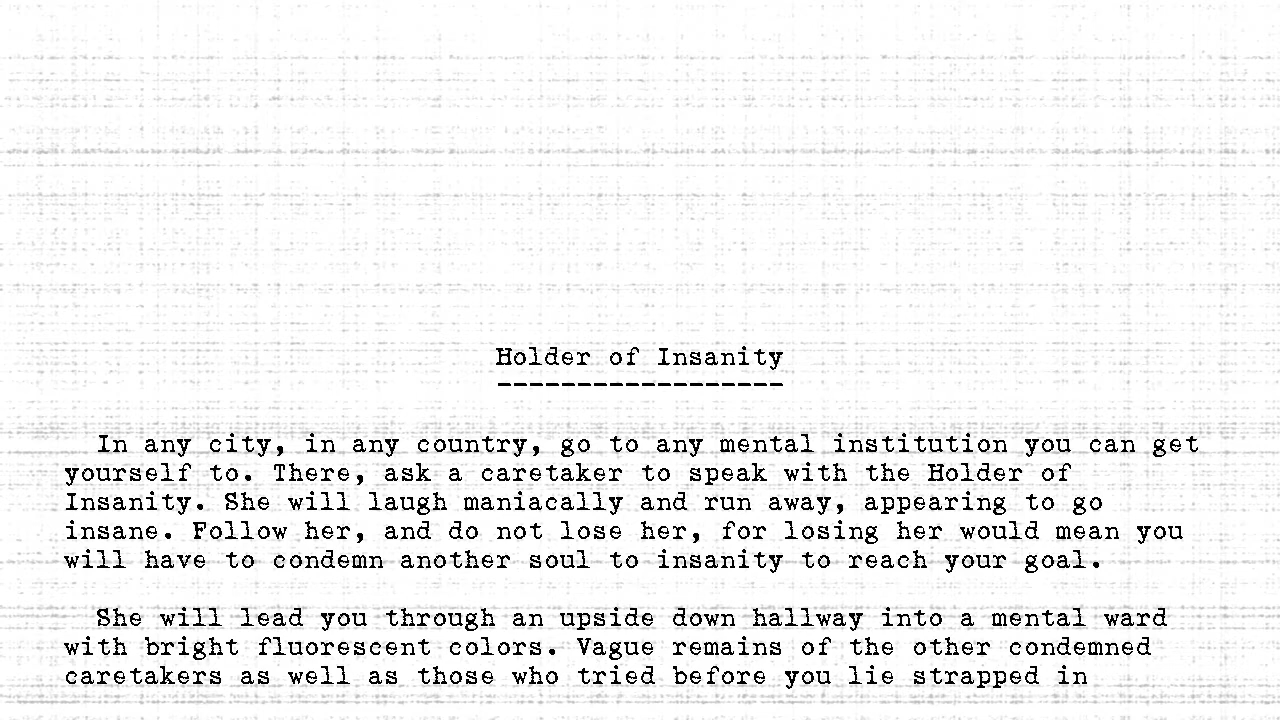 Holder of Insanity
------------------
In any city, in any country, go to any mental institution you can get
yourself to. There, ask a caretaker to speak with the Holder of
Insanity. She will laugh maniacally and run away, appearing to go
insane. Follow her, and do not lose her, for losing her would mean you
will have to condemn another soul to insanity to reach your goal.
She will lead you through an upside down hallway into a mental ward
with bright fluorescent colors. Vague remains of the other condemned
caretakers as well as those who tried before you lie strapped in